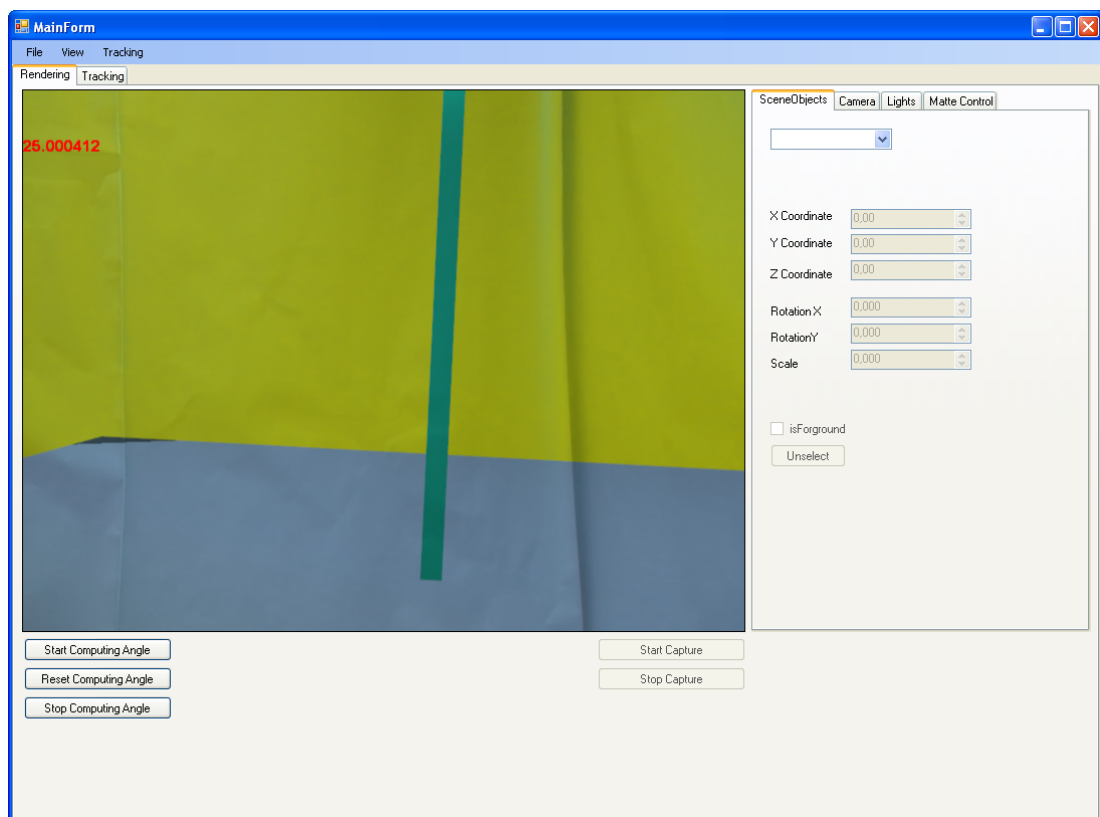 MainForm
File View Tracking
Rendering Tracking
25.000412
SceneObjects Camera Lights Matte Control
X Coordinate 0,00
Y Coordinate 0,00
Z Coordinate 0,00
Rotation X 0,000
RotationY 0,000
Scale 0,000
isForground
Unselect
Start Computing Angle Start Capture
Reset Computing Angle Stop Capture
Stop Computing Angle